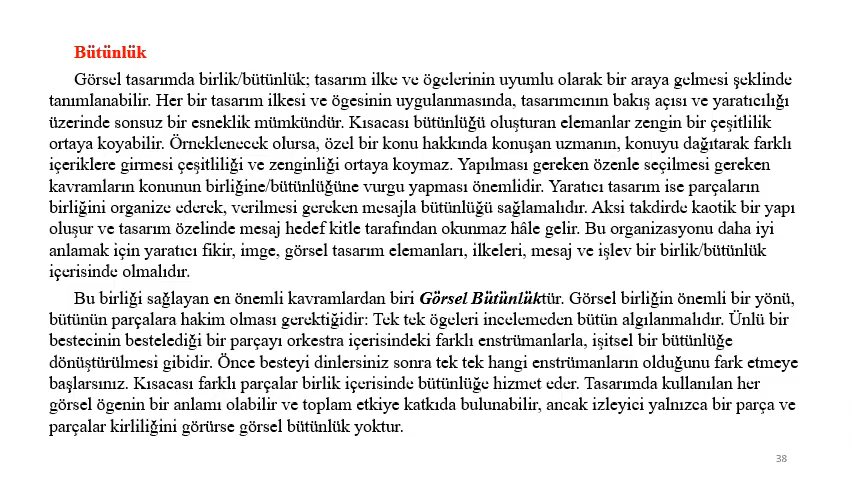 Bütünlük
Görsel tasarımda birlik/bütünlük; tasarım ilke ve ögelerinin uyumlu olarak bir araya gelmesi şeklinde
tanımlanabilir. Her bir tasarım ilkesi ve ögesinin uygulanmasında, tasarımcının bakış açısı ve yaratıcılığı
üzerinde sonsuz bir esneklik mümkündür. Kısacası bütünlüğü oluşturan elemanlar zengin bir çeşitlilik
ortaya koyabilir. Örneklenecek olursa, özel bir konu hakkında konuşan uzmanın, konuyu dağıtarak farklı
içeriklere girmesi çeşitliliği ve zenginliği ortaya koymaz. Yapılması gereken özenle seçilmesi gereken
kavramların konunun birliğine/bütünlüğüne vurgu yapması önemlidir. Yaratıcı tasarım ise parçaların
birliğini organize ederek, verilmesi gereken mesajla bütünlüğü sağlamalıdır. Aksi takdirde kaotik bir yapı
oluşur ve tasarım özelinde mesaj hedef kitle tarafından okunmaz hâle gelir. Bu organizasyonu daha iyi
anlamak için yaratıcı fikir, imge, görsel tasarım elemanları, ilkeleri, mesaj ve işlev bir birlik/bütünlük
içerisinde olmalıdır.
Bu birliği sağlayan en önemli kavramlardan biri Görsel Bütünlüktür. Görsel birliğin önemli bir yönü,
bütünün parçalara hakim olması gerektiğidir: Tek tek ögeleri incelemeden bütün algılanmalıdır. Ünlü bir
bestecinin bestelediği bir parçayı orkestra içerisindeki farklı enstrümanlarla, işitsel bir bütünlüğe
dönüştürülmesi gibidir. Önce besteyi dinlersiniz sonra tek tek hangi enstrümanların olduğunu fark etmeye
başlarsınız. Kısacası farklı parçalar birlik içerisinde bütünlüğe hizmet eder. Tasarımda kullanılan her
görsel ögenin bir anlamı olabilir ve toplam etkiye katkıda bulunabilir, ancak izleyici yalnızca bir parça ve
parçalar kirliliğini görürse görsel bütünlük yoktur.
38